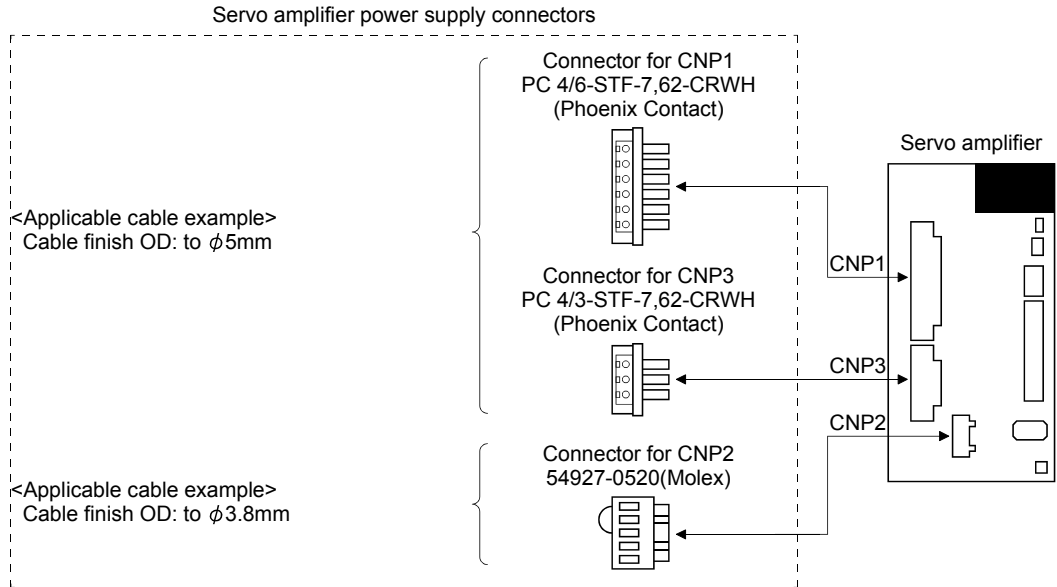 Servo amplifier power supply connectors
Connector for CNP1
PC 4/6-STF-7,62-CRWH
(Phoenix Contact)
Servo amplifier
<Applicable cable example>
Cable finish OD: to ϕ5mm
CNP1
Connector for CNP3
PC 4/3-STF-7,62-CRWH
(Phoenix Contact)
CNP3
CNP2
Connector for CNP2
54927-0520(Molex)
<Applicable cable example>
Cable finish OD: to ϕ3.8mm